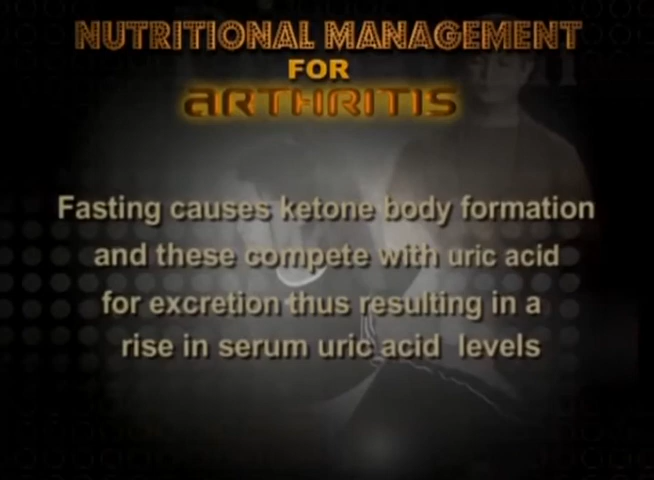 NUTRITIONAL MANAGEMENT
FOR
ARTHRITIS
Fasting causes ketone body formation
and these compete with uric acid
for excretion thus resulting in a
rise in serum uric acid levels